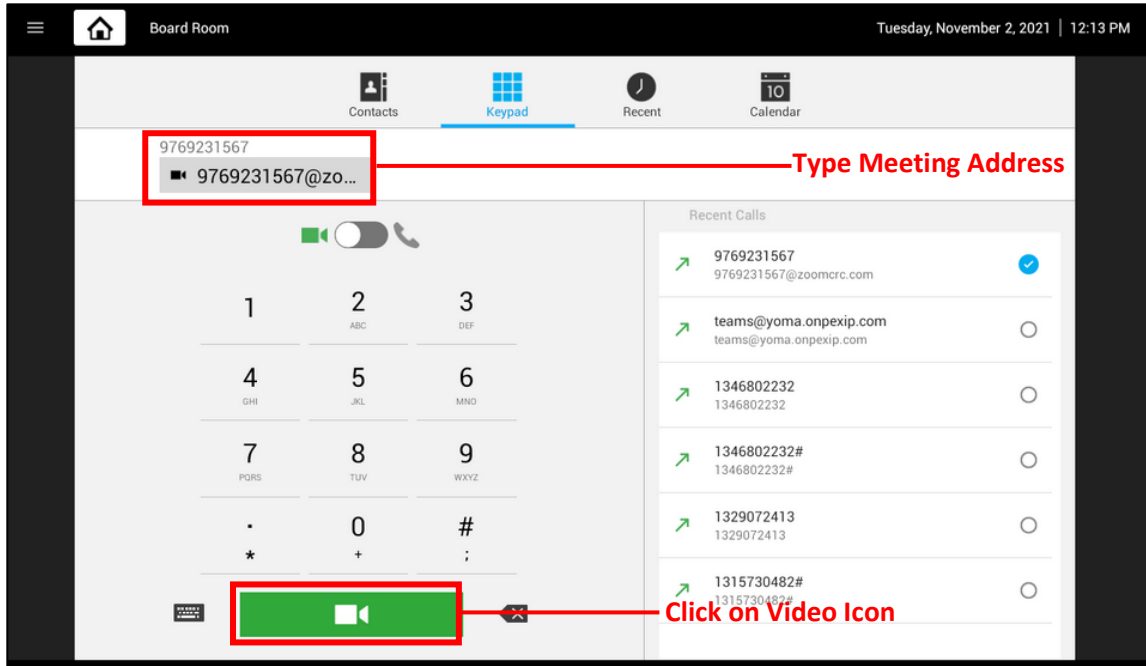 Board Room
Tuesday, November 2, 2021 | 12:13 PM
10
Contacts
Keypad
Recent
Calendar
9769231567
9769231567@zo...
Type Meeting Address
Recent Calls
9769231567
9769231567@zoomcrc.com
teams@yoma.onpexip.com
teams@yoma.onpexip.com
1346802232
1346802232
1346802232#
1346802232#
1329072413
1329072413
1315730482#
1315730482#
1 2 3
ABC DEF
4 5 6
GHI JKL MNO
7 8 9
PQRS TUV WXYZ
. 0 #
* + ;
Click on Video Icon